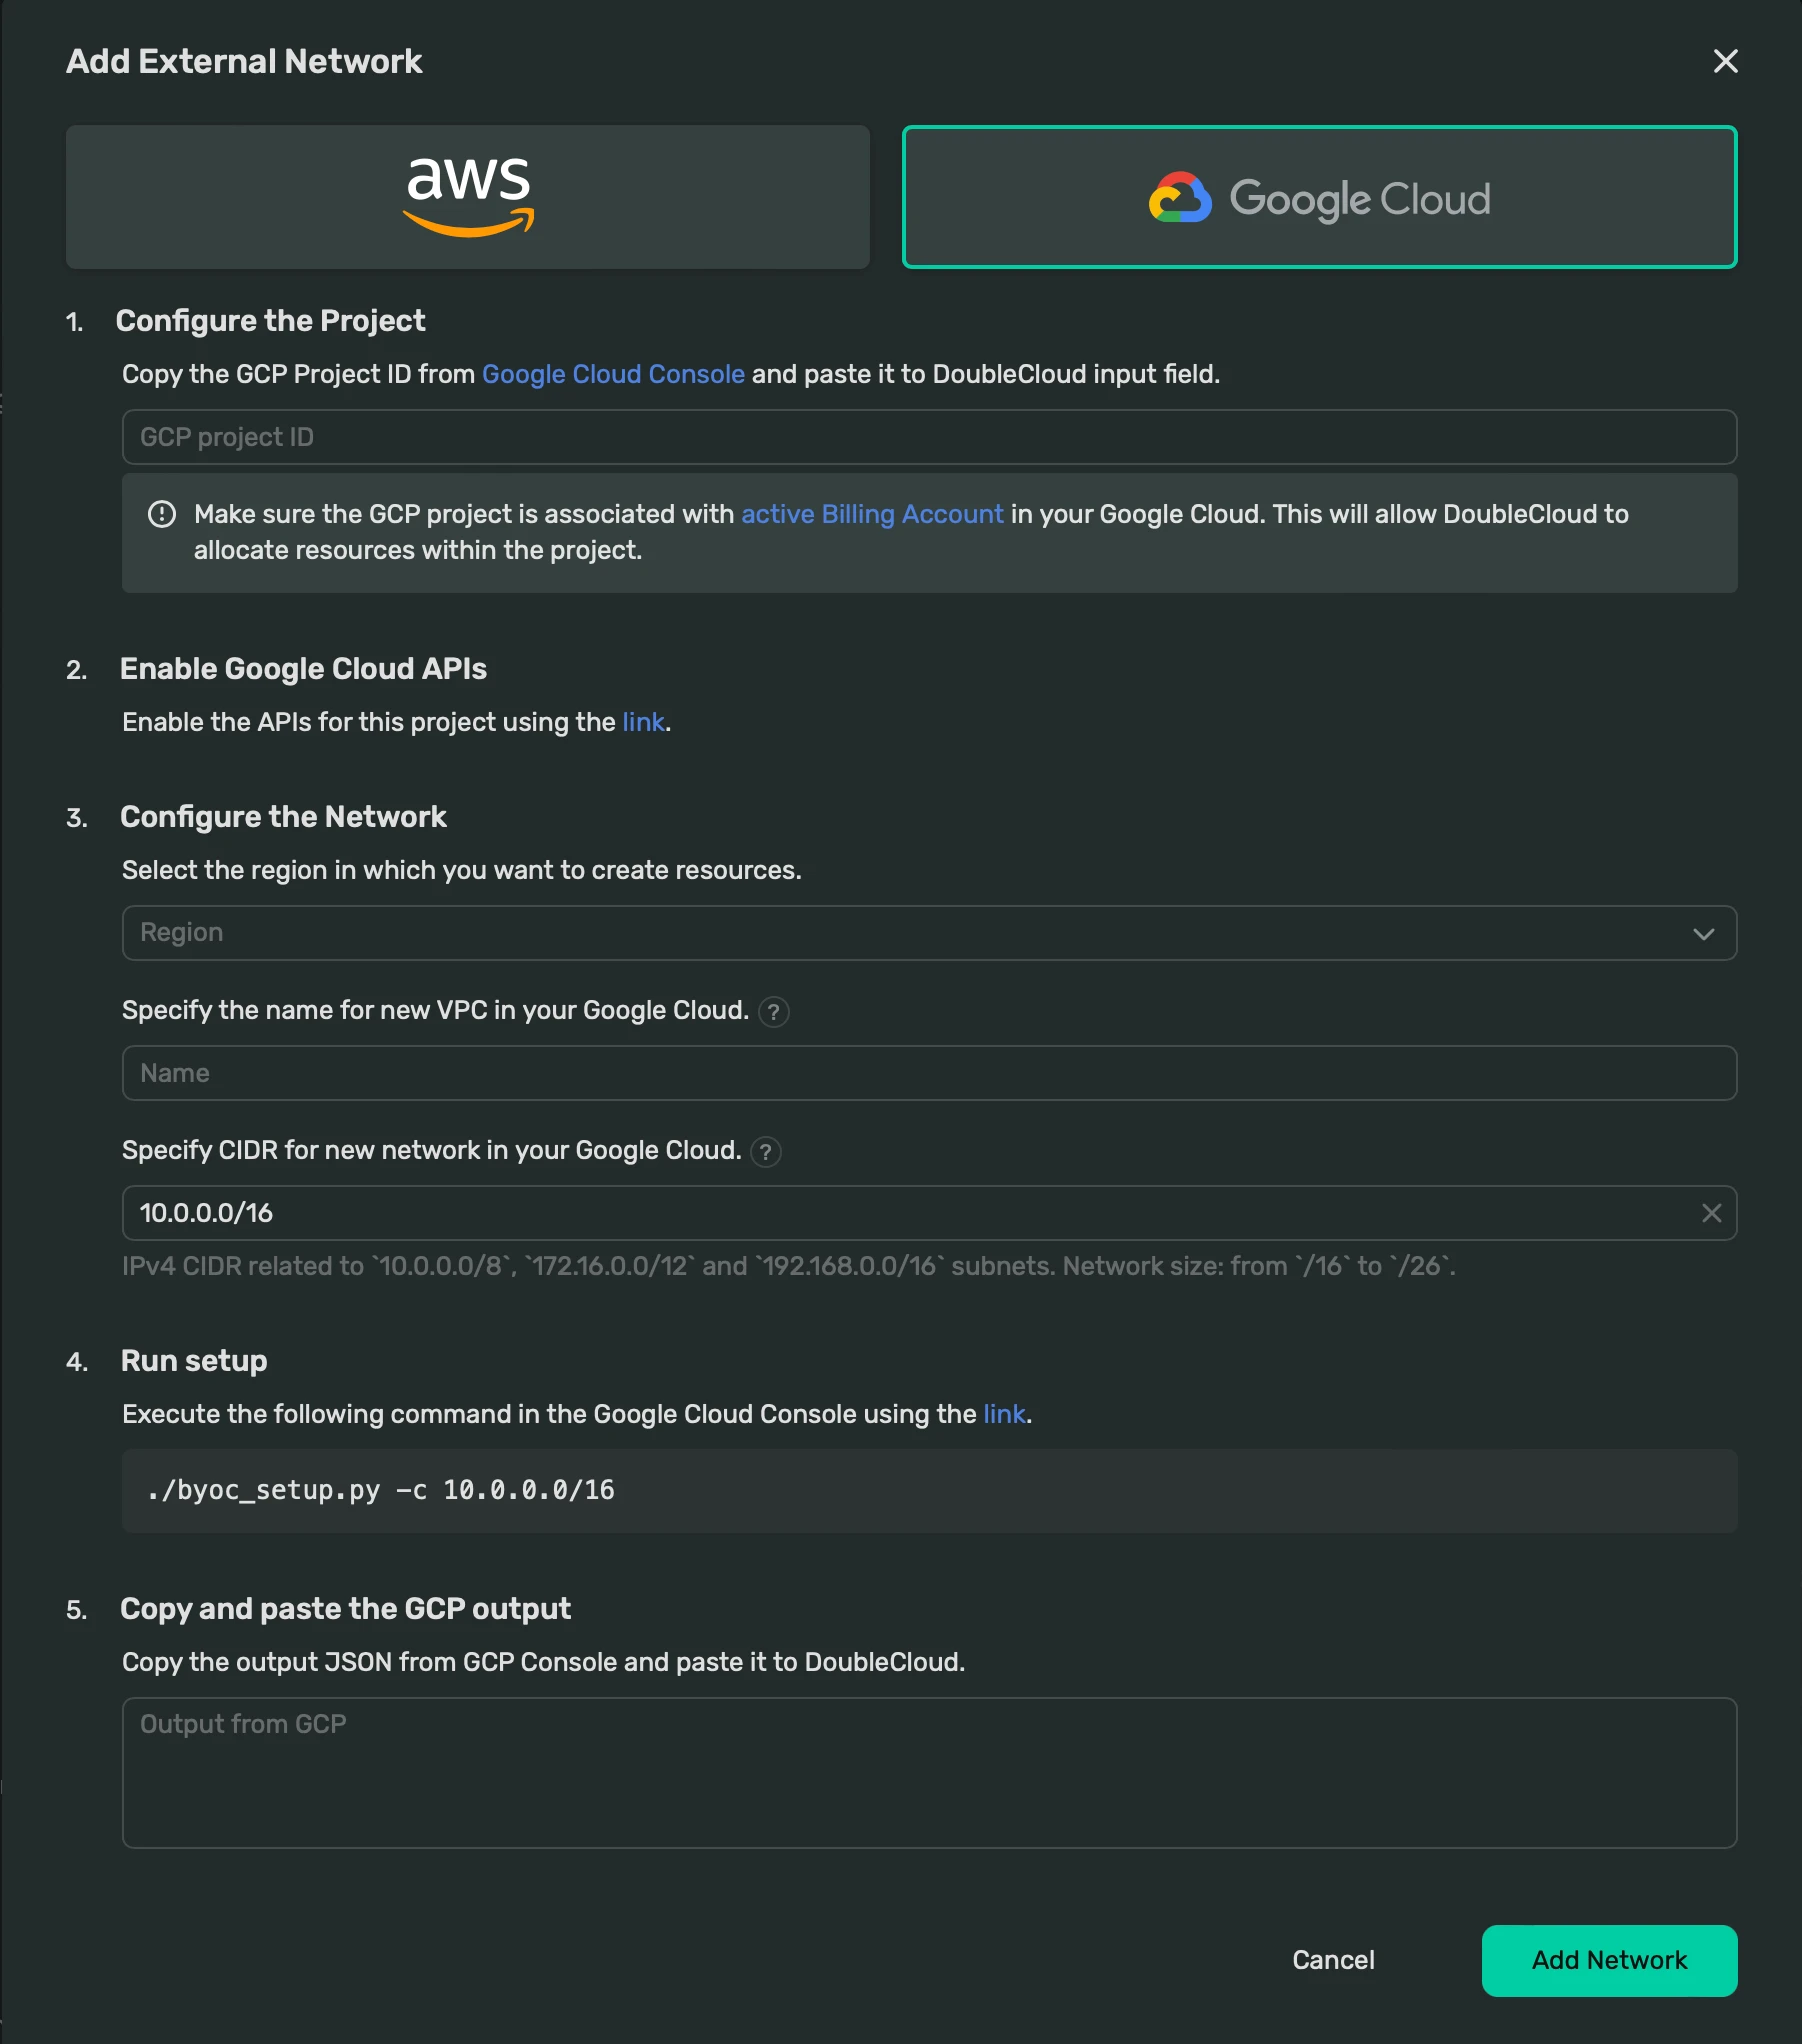 Add External Network
aws
Google Cloud
1. Configure the Project
Copy the GCP Project ID from Google Cloud Console and paste it to DoubleCloud input field.
GCP project ID
Make sure the GCP project is associated with active Billing Account in your Google Cloud. This will allow DoubleCloud to
allocate resources within the project.
2. Enable Google Cloud APIs
Enable the APIs for this project using the link.
3. Configure the Network
Select the region in which you want to create resources.
Region
Specify the name for new VPC in your Google Cloud. ?
Name
Specify CIDR for new network in your Google Cloud. ?
10.0.0.0/16
IPv4 CIDR related to `10.0.0.0/8`, `172.16.0.0/12` and `192.168.0.0/16` subnets. Network size: from `/16` to `/26`.
4. Run setup
Execute the following command in the Google Cloud Console using the link.
./byoc_setup.py -c 10.0.0.0/16
5. Copy and paste the GCP output
Copy the output JSON from GCP Console and paste it to DoubleCloud.
Output from GCP
Cancel
Add Network